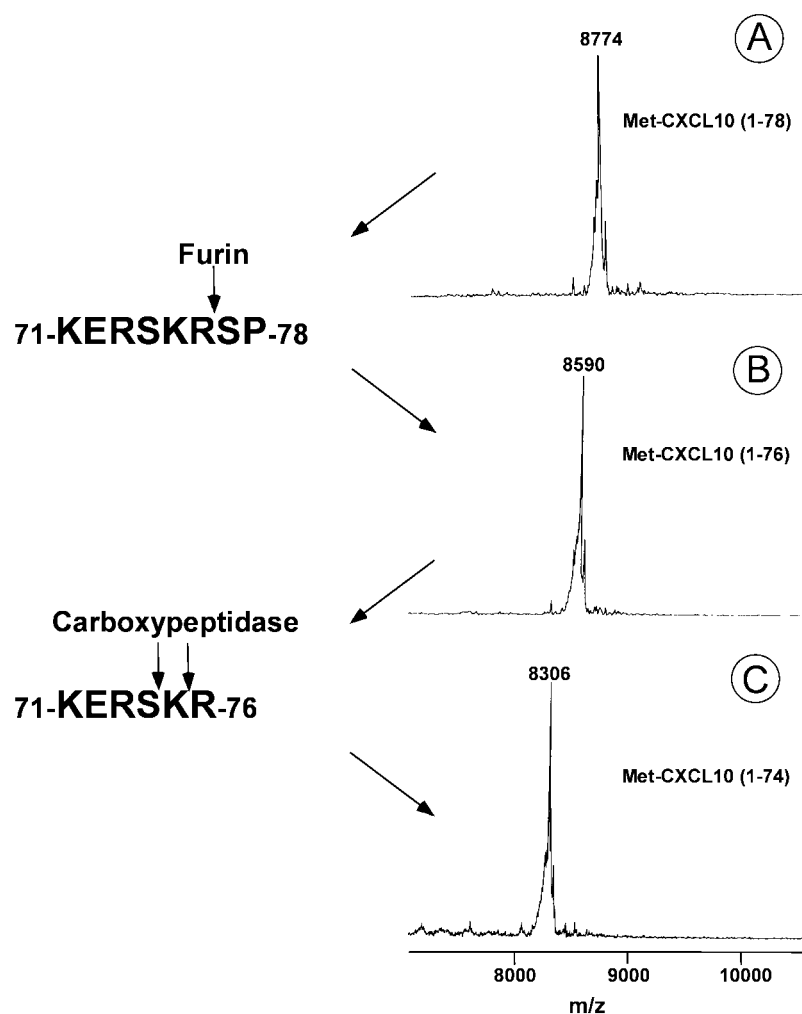 A
8774
Met-CXCL10 (1-78)
Furin
71-KERSKRSP-78
B
8590
Met-CXCL10 (1-76)
Carboxypeptidase
71-KERSKR-76
C
8306
Met-CXCL10 (1-74)
8000 9000 10000
m/z